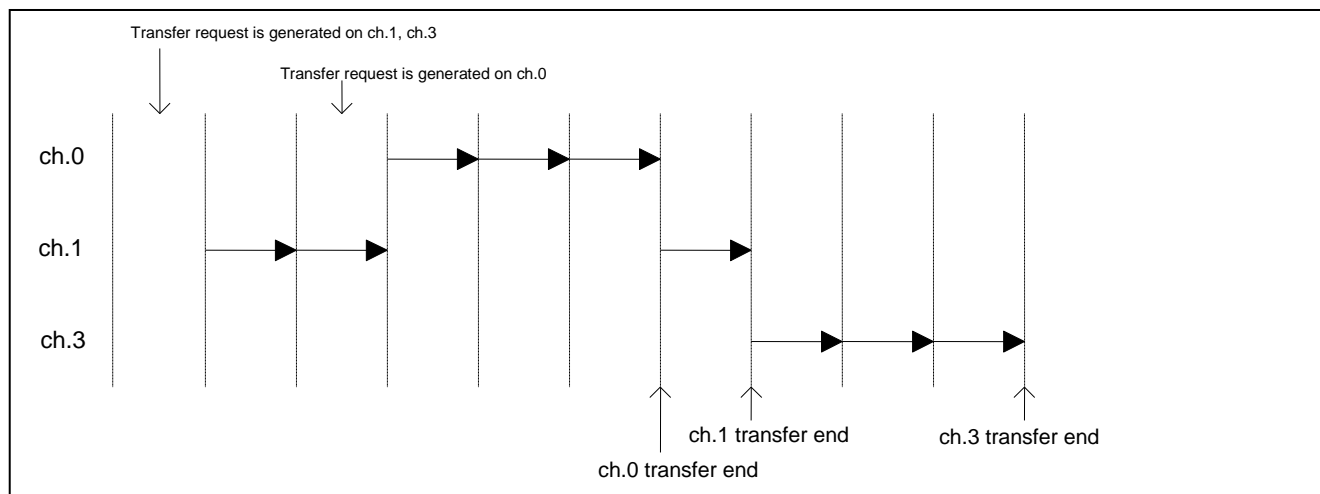 Transfer request is generated on ch.1, ch.3
Transfer request is generated on ch.0
ch.0
ch.1
ch.3
ch.1 transfer end
ch.3 transfer end
ch.0 transfer end